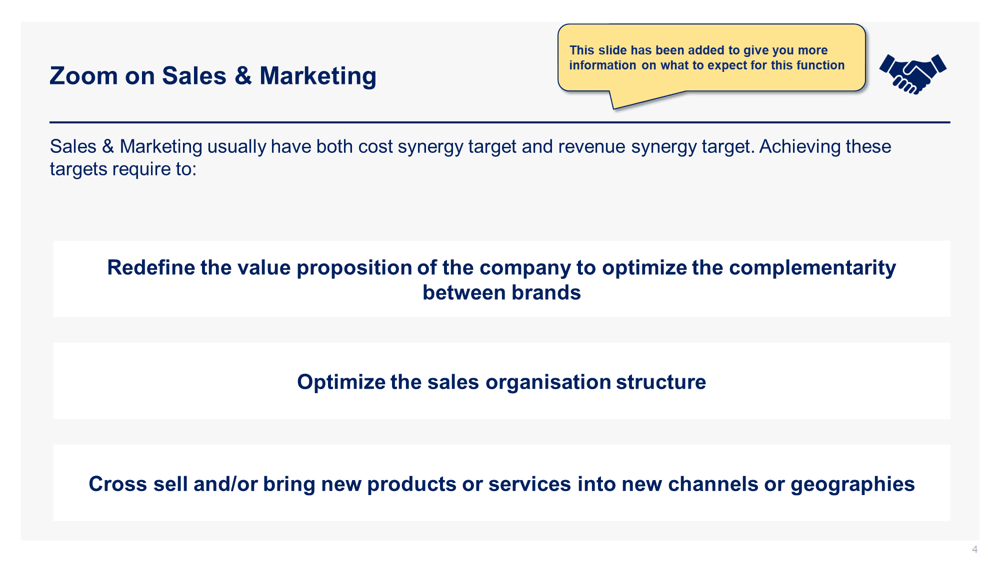 This slide has been added to give you more
information on what to expect for this function
Zoom on Sales & Marketing
Sales & Marketing usually have both cost synergy target and revenue synergy target. Achieving these
targets require to:
Redefine the value proposition of the company to optimize the complementarity
between brands
Optimize the sales organisation structure
Cross sell and/or bring new products or services into new channels or geographies
4